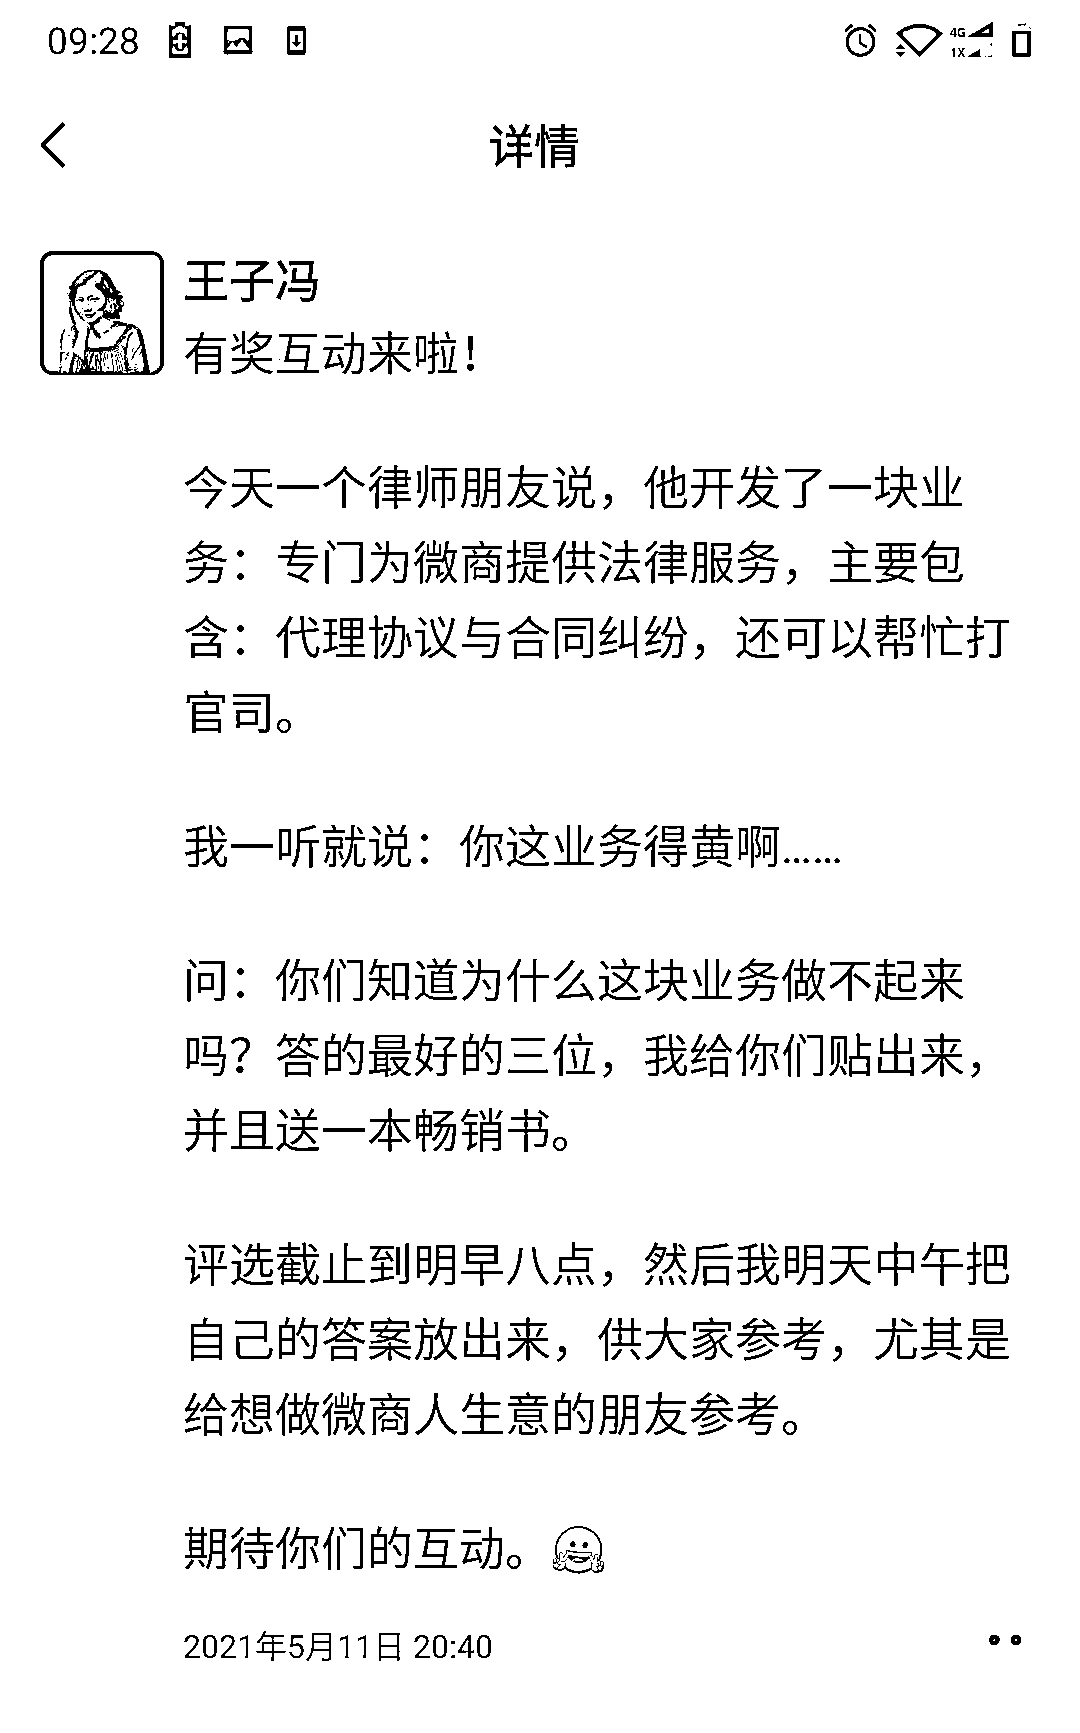 09:28
4G
1X
详情
王子冯
有奖互动来啦！
今天一个律师朋友说，他开发了一块业
务：专门为微商提供法律服务，主要包
含：代理协议与合同纠纷，还可以帮忙打
官司。
我一听就说：你这业务得黄啊……
问：你们知道为什么这块业务做不起来
吗？答的最好的三位，我给你们贴出来，
并且送一本畅销书。
评选截止到明早八点，然后我明天中午把
自己的答案放出来，供大家参考，尤其是
给想做微商人生意的朋友参考。
期待你们的互动。🤗
2021年5月11日 20:40